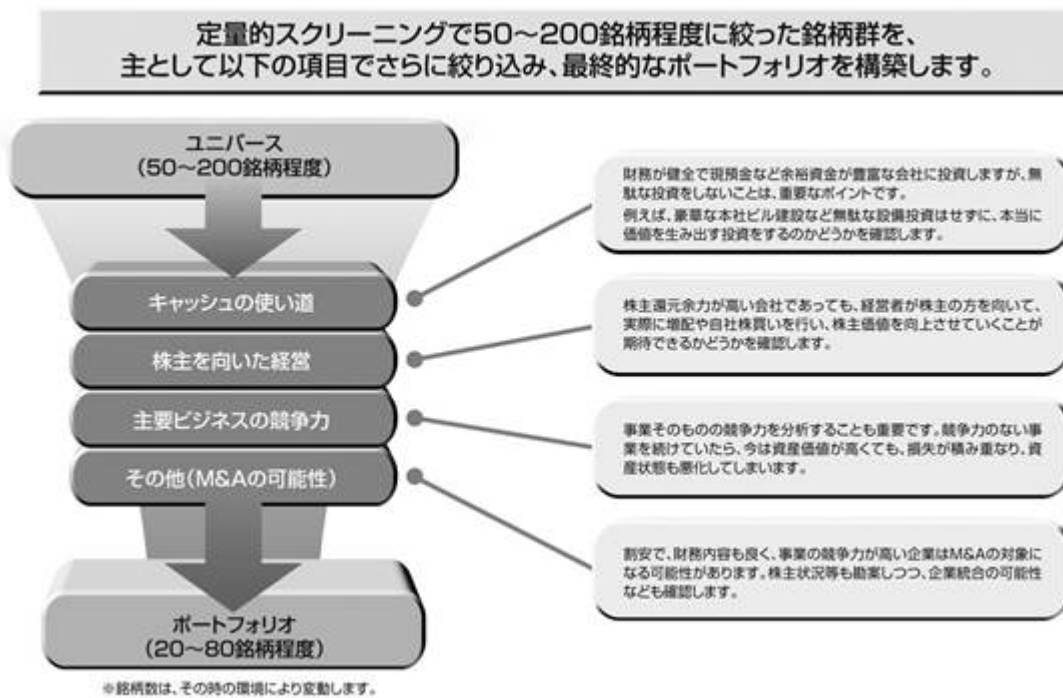 定量的スクリーニングで50～200銘柄程度に絞った銘柄群を、
主として以下の項目でさらに絞り込み、最終的なポートフォリオを構築します。
ユニバース
(50～200銘柄程度)
キャッシュの使い道
株主を向いた経営
主要ビジネスの競争力
その他(M&Aの可能性)
ポートフォリオ
(20～80銘柄程度)
※銘柄数は、その時の環境により変動します。
財務が健全で現預金など余裕資金が豊富な会社に投資しますが、無
駄な投資をしないことは、重要なポイントです。
例えば、豪華な本社ビル建設など無駄な設備投資はせずに、本当に
価値を生み出す投資をするのかどうかを確認します。
株主還元余力が高い会社であっても、経営者が株主の方を向いて、
実際に増配や自社株買いを行い、株主価値を向上させていくことが
期待できるかどうかを確認します。
事業そのものの競争力を分析することも重要です。競争力のない事
業を続けていたら、今は資産価値が高くても、損失が積み重なり、資
産状態も悪化してしまいます。
割安で、財務内容も良く、事業の競争力が高い企業はM&Aの対象に
なる可能性があります。株主状況等も勘案しつつ、企業統合の可能性
なども確認します。